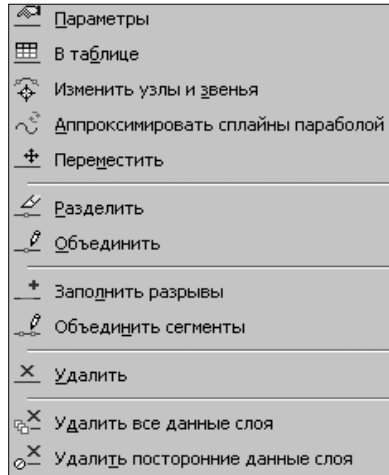 Параметры
В таблице
Изменить узлы и звенья
Аппроксимировать сплайны параболой
Переместить
Разделить
Объединить
Заполнить разрывы
Объединить сегменты
Удалить
Удалить все данные слоя
Удалить посторонние данные слоя